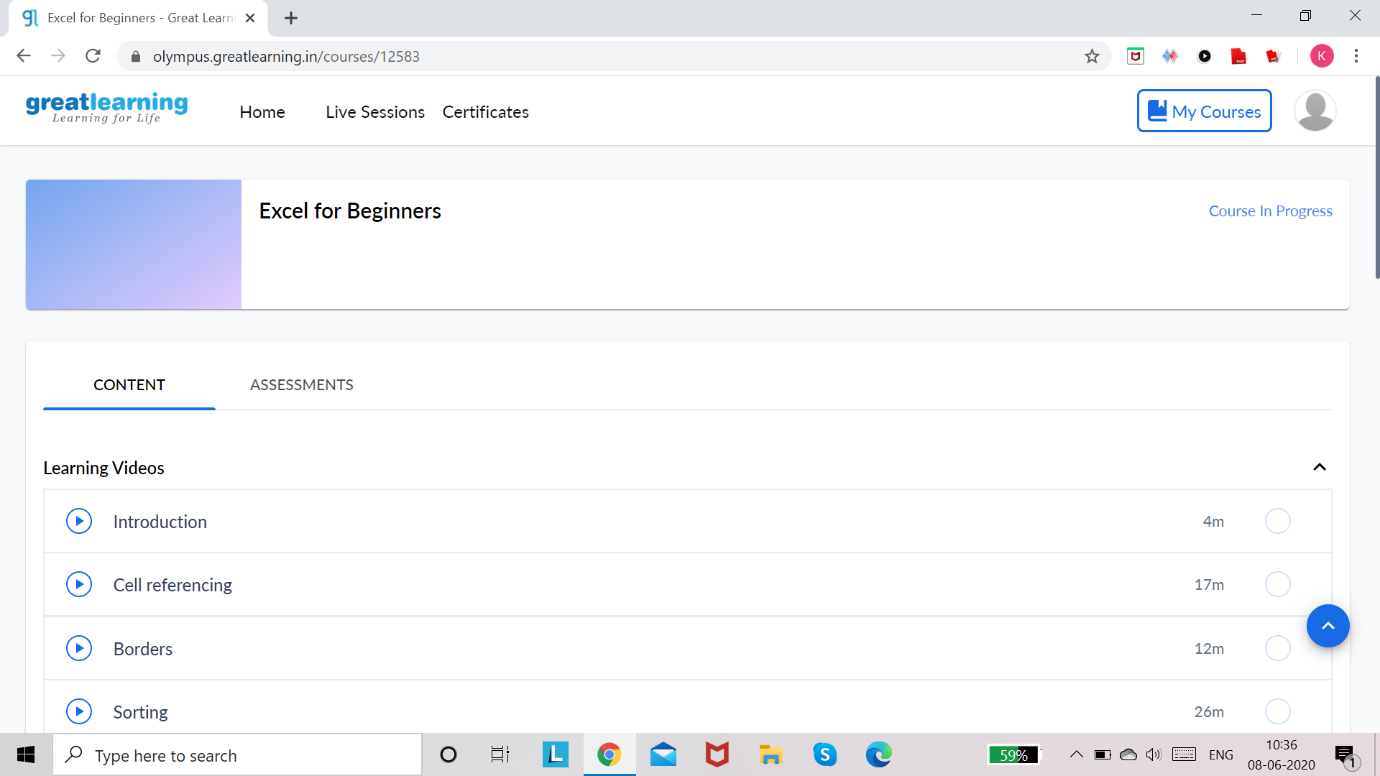 gl Excel for Beginners - Great Learn
olympus.greatlearning.in/courses/12583
K
greatlearning
Learning for Life
Home Live Sessions Certificates
My Courses
Excel for Beginners
Course In Progress
CONTENT ASSESSMENTS
Learning Videos
Introduction 4m
Cell referencing 17m
Borders 12m
Sorting 26m
Type here to search
L
S
59%
ENG
10:36
08-06-2020
1